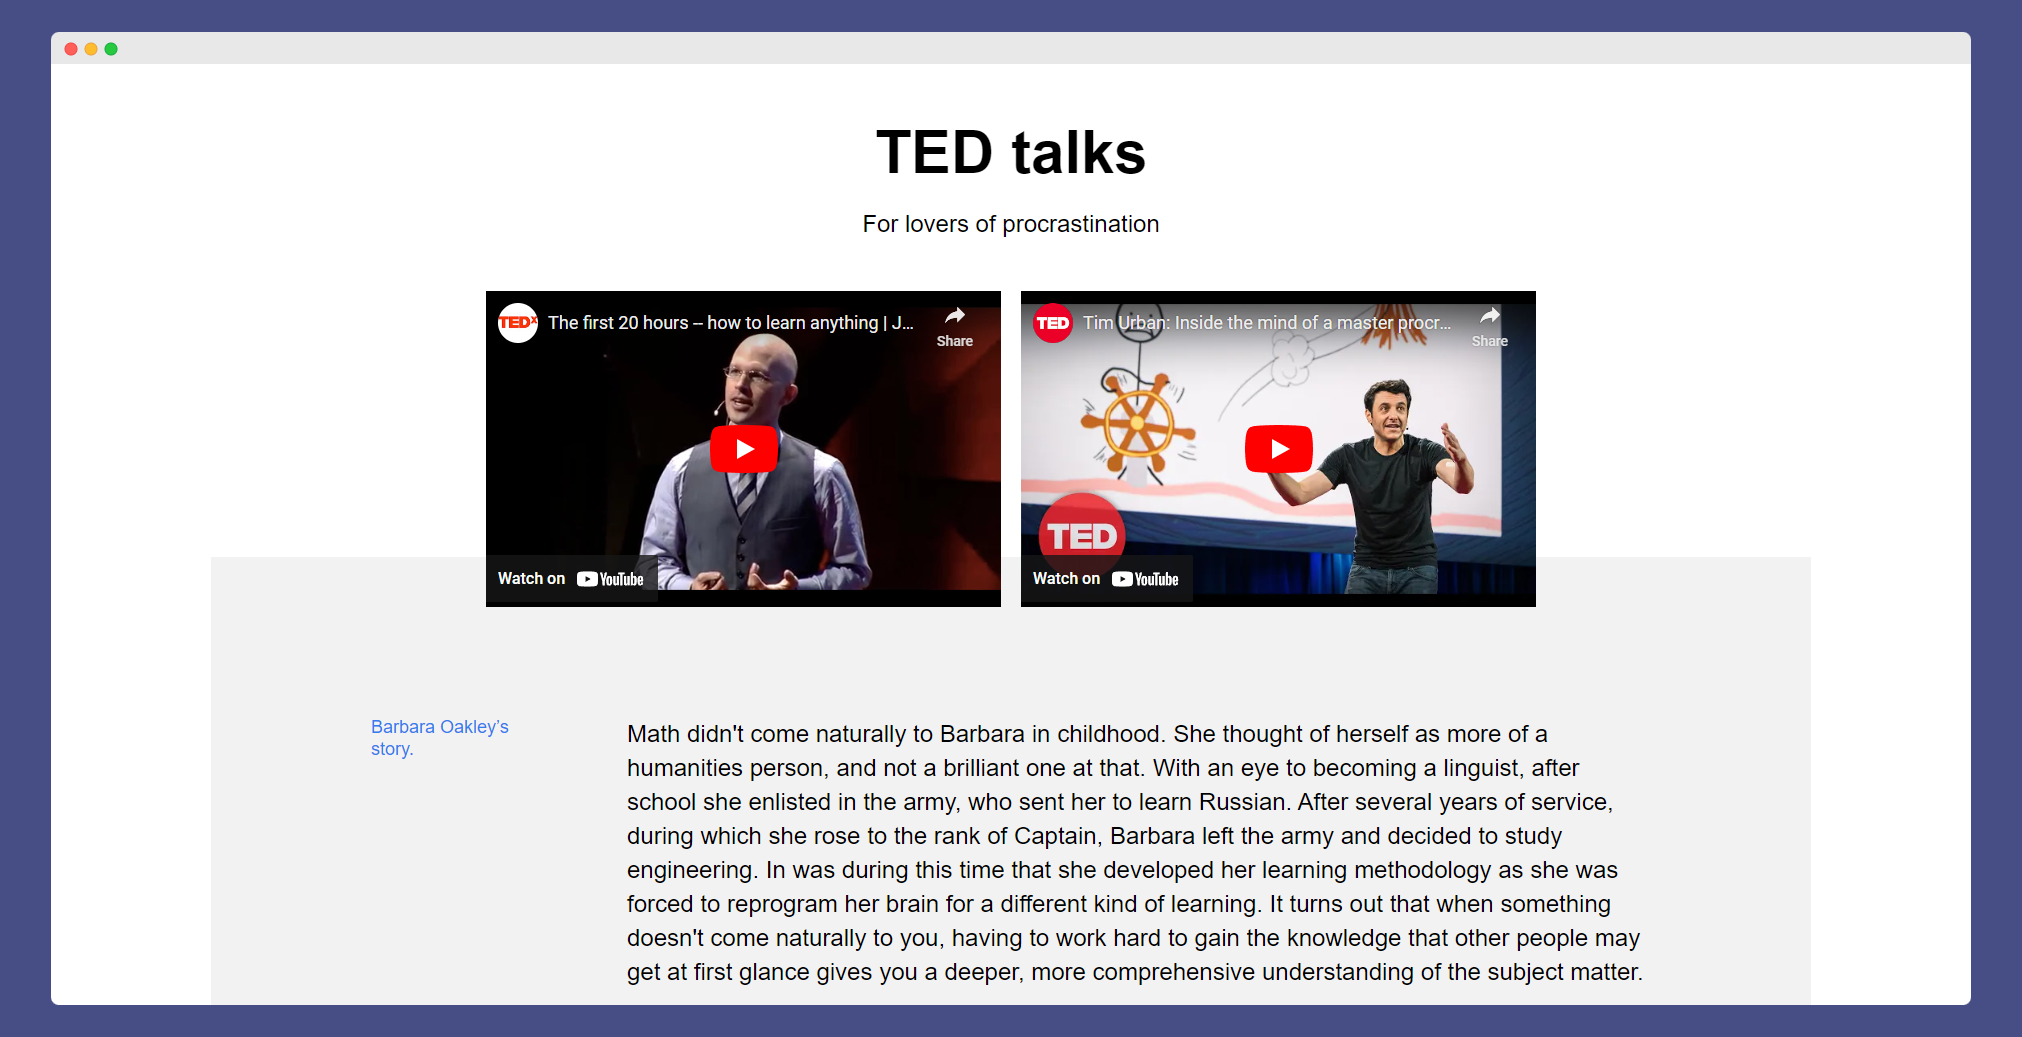 TED talks
For lovers of procrastination
TEDx The first 20 hours -- how to learn anything | J...
Share
Watch on YouTube
TED Tim Urban: Inside the mind of a master procr...
Share
TED
Watch on YouTube
Barbara Oakley’s
story.
Math didn't come naturally to Barbara in childhood. She thought of herself as more of a
humanities person, and not a brilliant one at that. With an eye to becoming a linguist, after
school she enlisted in the army, who sent her to learn Russian. After several years of service,
during which she rose to the rank of Captain, Barbara left the army and decided to study
engineering. In was during this time that she developed her learning methodology as she was
forced to reprogram her brain for a different kind of learning. It turns out that when something
doesn't come naturally to you, having to work hard to gain the knowledge that other people may
get at first glance gives you a deeper, more comprehensive understanding of the subject matter.